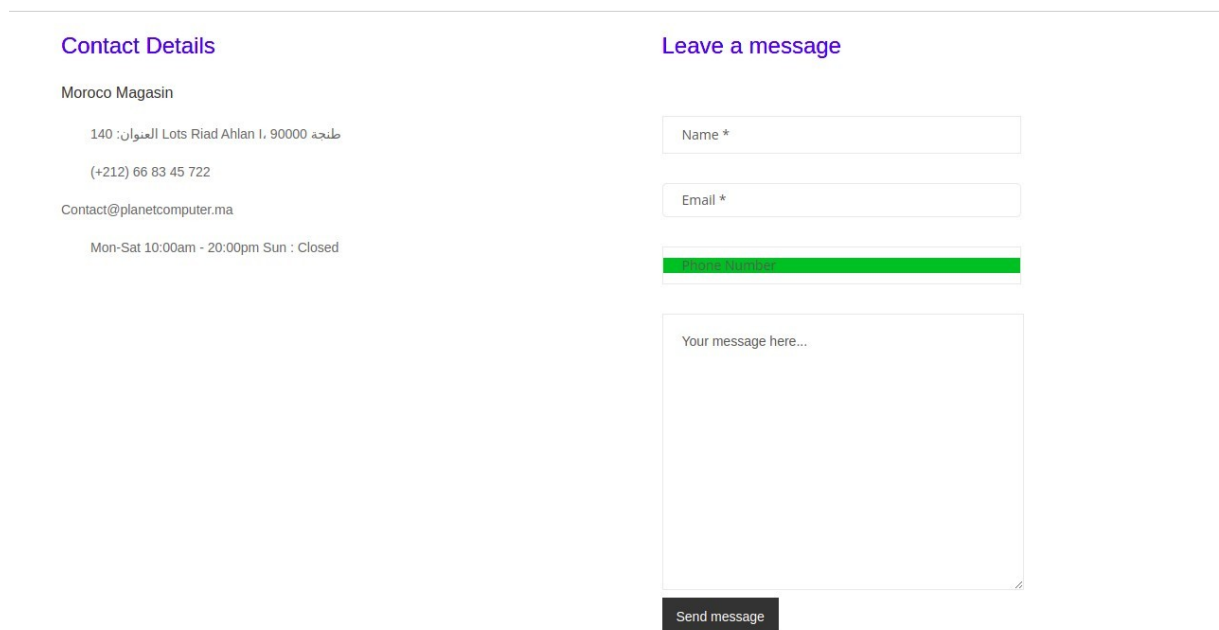 Contact Details
Moroco Magasin
العنوان: 140 Lots Riad Ahlan I، 90000 طنجة
(+212) 66 83 45 722
Contact@planetcomputer.ma
Mon-Sat 10:00am - 20:00pm Sun : Closed
Leave a message
Name *
Email *
Phone Number
Your message here...
Send message